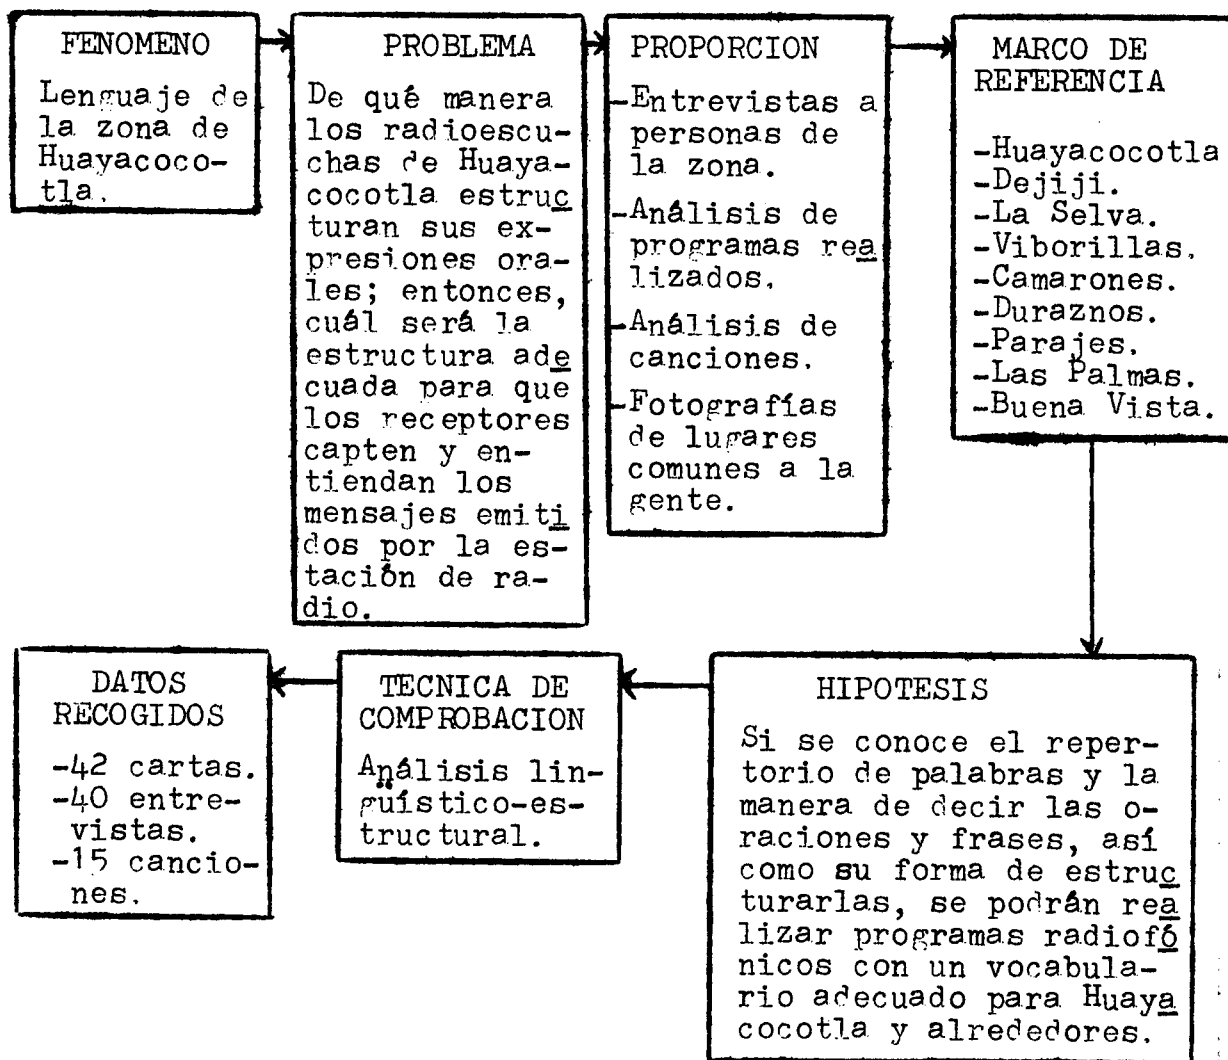 FENOMENO
Lenguaje de
la zona de
Huayacoco-
tla.
PROBLEMA
De qué manera
los radioescu-
chas de Huaya-
cocotla estruc
turan sus ex-
presiones ora-
les; entonces,
cuál será la
estructura ade
cuada para que
los receptores
capten y en-
tiendan los
mensajes emiti
dos por la es-
tación de ra-
dio.
PROPORCION
-Entrevistas a
personas de
la zona.
-Análisis de
programas rea
lizados.
-Análisis de
canciones.
-Fotografías
de lugares
comunes a la
gente.
MARCO DE
REFERENCIA
-Huayacocotla
-Dejiji.
-La Selva.
-Viborillas.
-Camarones.
-Duraznos.
-Parajes.
-Las Palmas.
-Buena Vista.
HIPOTESIS
Si se conoce el reper-
torio de palabras y la
manera de decir las o-
raciones y frases, así
como su forma de estruc
turarlas, se podrán rea
lizar programas radiofó
nicos con un vocabula-
rio adecuado para Huaya
cocotla y alrededores.
TECNICA DE
COMPROBACION
Análisis lin-
güístico-es-
tructural.
DATOS
RECOGIDOS
-42 cartas.
-40 entre-
vistas.
-15 cancio-
nes.